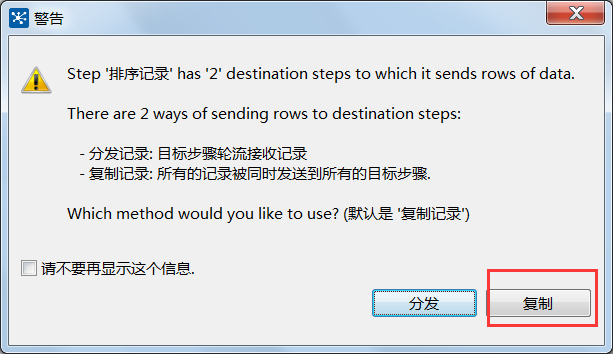 警告
Step '排序记录' has '2' destination steps to which it sends rows of data.
There are 2 ways of sending rows to destination steps:
- 分发记录: 目标步骤轮流接收记录
- 复制记录: 所有的记录被同时发送到所有的目标步骤.
Which method would you like to use? (默认是 '复制记录')
请不要再显示这个信息.
分发
复制